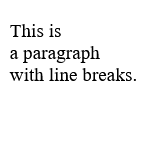 This is
a paragraph
with line breaks.